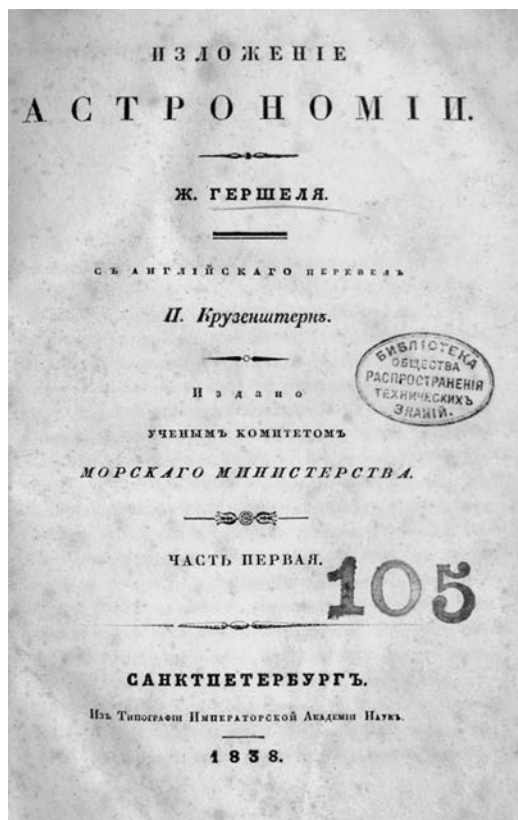 ИЗЛОЖЕНІЕ
АСТРОНОМІИ.
Ж. ГЕРШЕЛЯ.
СЪ АНГЛІЙСКАГО ПЕРЕВЕЛЪ
П. Крузенштернъ.
БИБЛІОТЕКА
ОБЩЕСТВА
РАСПРОСТРАНЕНІЯ
ТЕХНИЧЕСКИХЪ
ЗНАНІЙ.
Издано
УЧЕНЫМЪ КОМИТЕТОМЪ
МОРСКАГО МИНИСТЕРСТВА.
ЧАСТЬ ПЕРВАЯ.
105
САНКТПЕТЕРБУРГЪ.
Изъ Типографіи Императорской Академіи Наукъ.
1838.